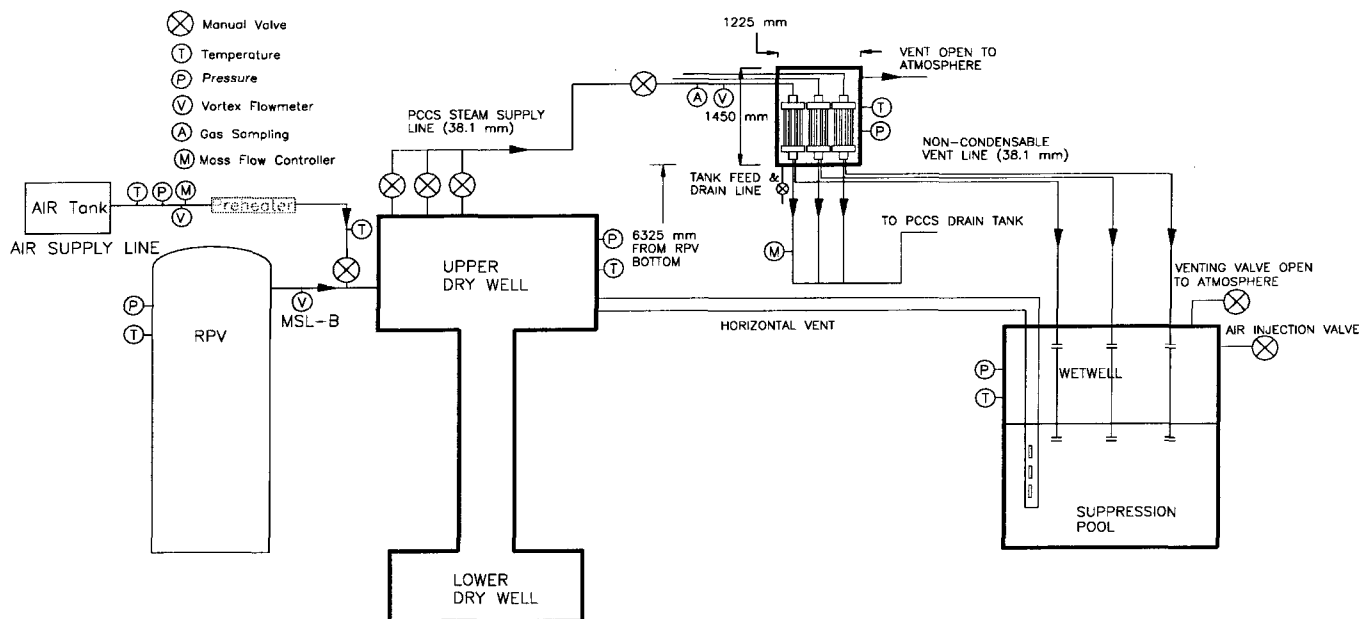 Manual Valve
T Temperature
P Pressure
V Vortex Flowmeter
A Gas Sampling
M Mass Flow Controller
1225 mm
VENT OPEN TO
ATMOSPHERE
PCCS STEAM SUPPLY
LINE (38.1 mm)
A V
1450 mm
T
P
NON-CONDENSABLE
VENT LINE (38.1 mm)
TANK FEED &
DRAIN LINE
AIR Tank
T P M
V
Preheater
T
AIR SUPPLY LINE
UPPER
DRY WELL
P
T
6325 mm
FROM RPV
BOTTOM
M
TO PCCS DRAIN TANK
VENTING VALVE OPEN
TO ATMOSPHERE
AIR INJECTION VALVE
P
T
RPV
V
MSL-B
HORIZONTAL VENT
P
T
WETWELL
SUPPRESSION
POOL
LOWER
DRY WELL